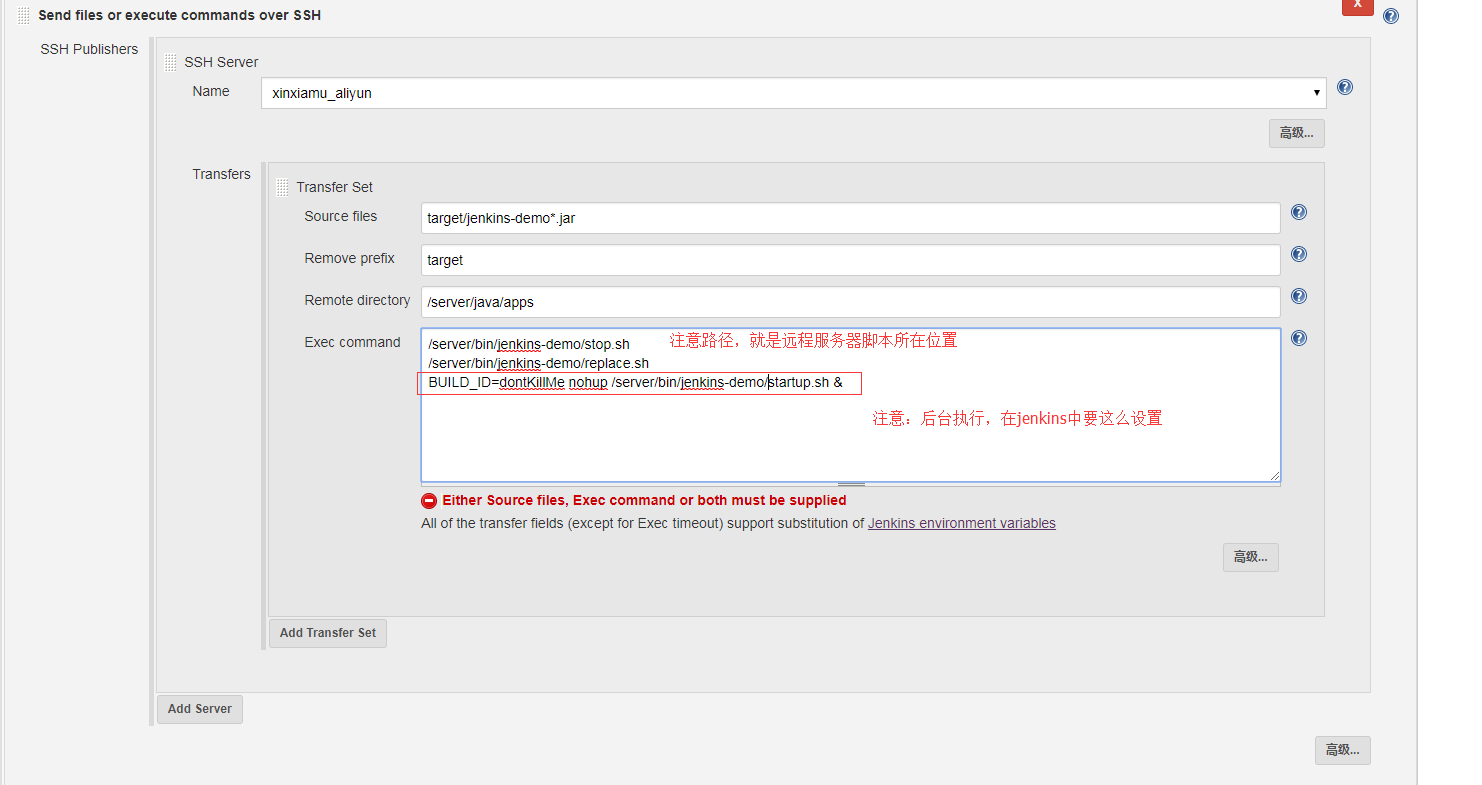 Send files or execute commands over SSH
X
SSH Publishers
SSH Server
Name
xinxiamu_aliyun
高级...
Transfers
Transfer Set
Source files
target/jenkins-demo*.jar
Remove prefix
target
Remote directory
/server/java/apps
Exec command
/server/bin/jenkins-demo/stop.sh
注意路径，就是远程服务器脚本所在位置
/server/bin/jenkins-demo/replace.sh
BUILD_ID=dontKillMe nohup /server/bin/jenkins-demo/startup.sh &
注意：后台执行，在jenkins中要这么设置
Either Source files, Exec command or both must be supplied
All of the transfer fields (except for Exec timeout) support substitution of Jenkins environment variables
高级...
Add Transfer Set
Add Server
高级...